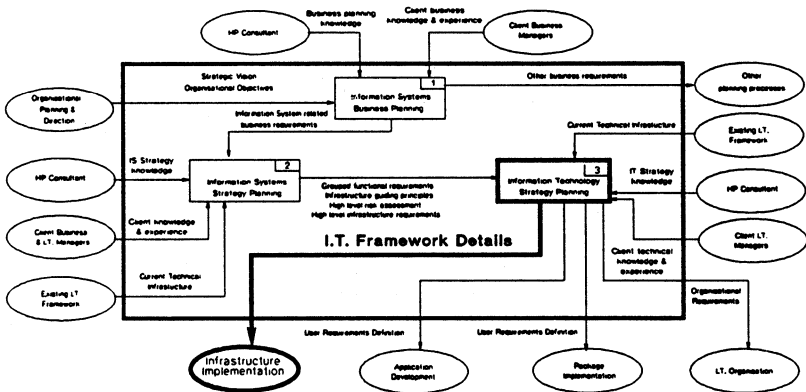 HP Consultant
Business planning
knowledge
Client business
knowledge & experience
Client Business
Managers
Strategic Vision
Organisational Objectives
1
Information Systems
Business Planning
Other business requirements
Other
planning processes
Organisational
Planning &
Direction
Information System related
business requirements
Current Technical Infrastructure
Existing I.T.
Framework
IS Strategy
knowledge
HP Consultant
2
Information Systems
Strategy Planning
Grouped functional requirements
Infrastructure guiding principles
High level risk assessment
High level infrastructure requirements
3
Information Technology
Strategy Planning
IT Strategy
knowledge
HP Consultant
Client Business
& I.T. Managers
Client knowledge
& experience
I.T. Framework Details
Client I.T.
Managers
Client technical
knowledge &
experience
Existing I.T
Framework
Current Technical
Infrastucture
Organisational
Requirements
User Requirements Definition
User Requirements Definition
Infrastructure
Implementation
Application
Development
Package
Implementation
I.T. Organisation